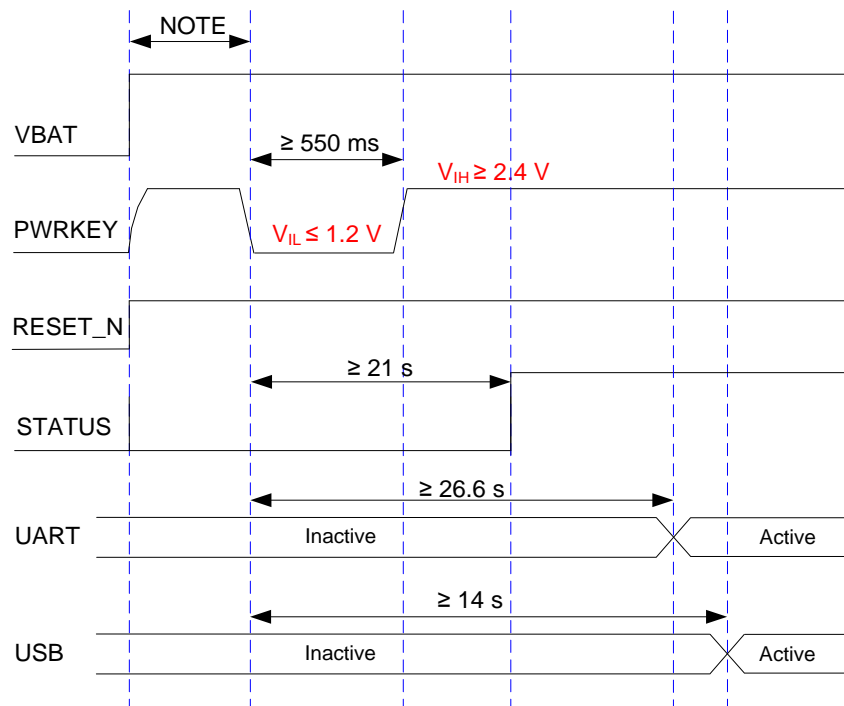 NOTE
VBAT
≥ 550 ms
V_IH ≥ 2.4 V
PWRKEY
V_IL ≤ 1.2 V
RESET_N
≥ 21 s
STATUS
≥ 26.6 s
UART
Inactive
Active
≥ 14 s
USB
Inactive
Active